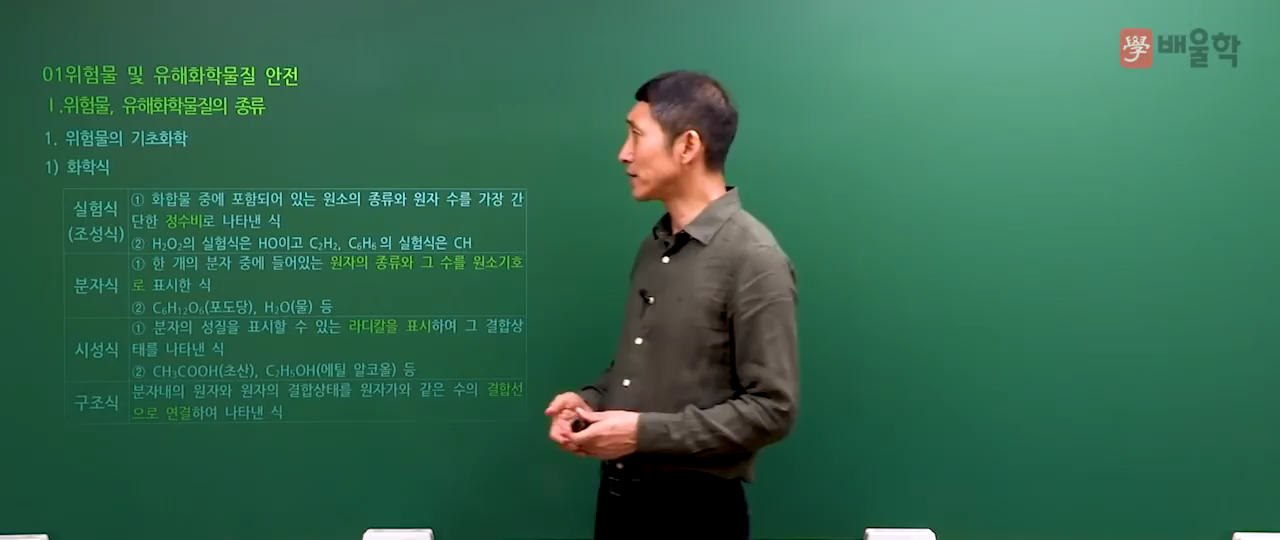 學 배울학
01위험물 및 유해화학물질 안전
Ⅰ.위험물, 유해화학물질의 종류
1. 위험물의 기초화학
1) 화학식
실험식
(조성식)
① 화합물 중에 포함되어 있는 원소의 종류와 원자 수를 가장 간
단한 정수비로 나타낸 식
② H₂O₂의 실험식은 HO이고 C₂H₂, C₆H₆의 실험식은 CH
분자식
① 한 개의 분자 중에 들어있는 원자의 종류와 그 수를 원소기호
로 표시한 식
② C₆H₁₂O₆(포도당), H₂O(물) 등
시성식
① 분자의 성질을 표시할 수 있는 라디칼을 표시하여 그 결합상
태를 나타낸 식
② CH₃COOH(초산), C₂H₅OH(에틸 알코올) 등
구조식
분자내의 원자와 원자의 결합상태를 원자가와 같은 수의 결합선
으로 연결하여 나타낸 식